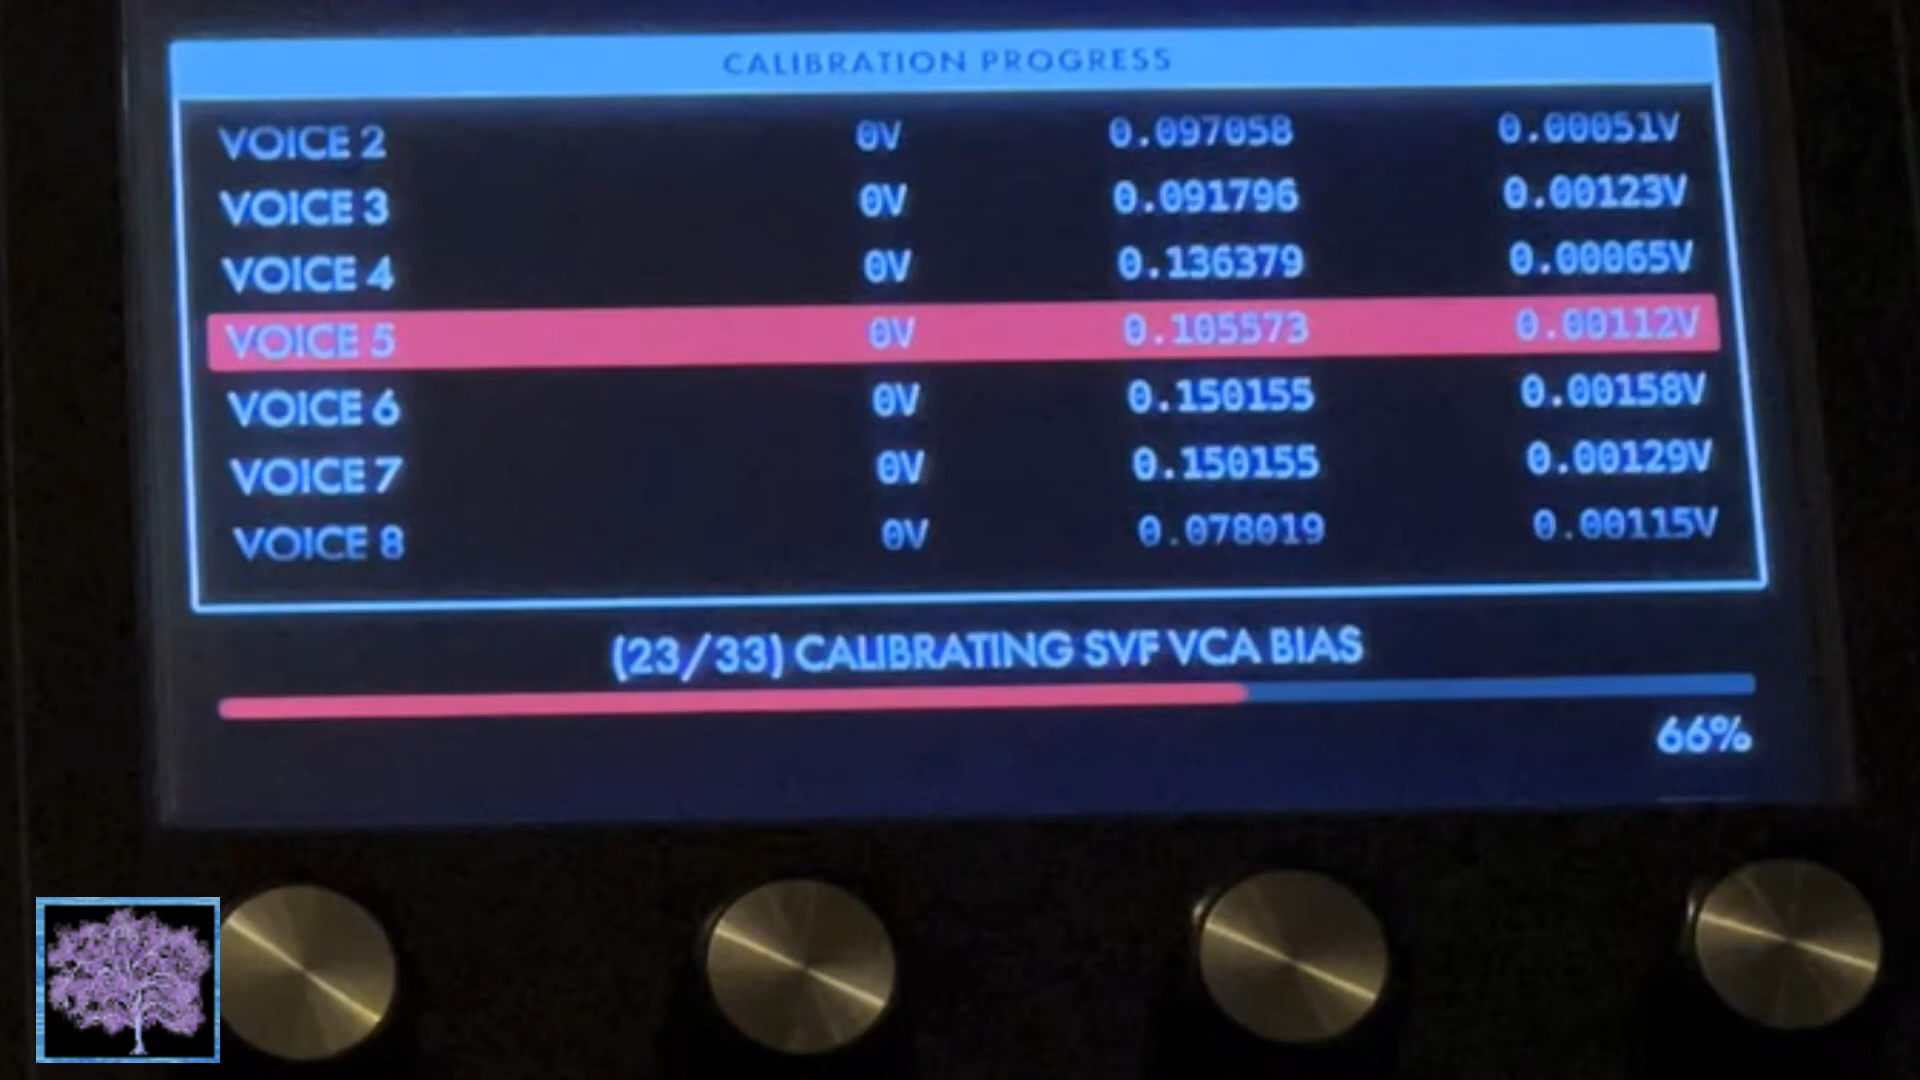 CALIBRATION PROGRESS
VOICE 2 0V 0.097058 0.00051V
VOICE 3 0V 0.091796 0.00123V
VOICE 4 0V 0.136379 0.00065V
VOICE 5 0V 0.105573 0.00112V
VOICE 6 0V 0.150155 0.00158V
VOICE 7 0V 0.150155 0.00129V
VOICE 8 0V 0.078019 0.00115V
(23/33) CALIBRATING SVF VCA BIAS
66%